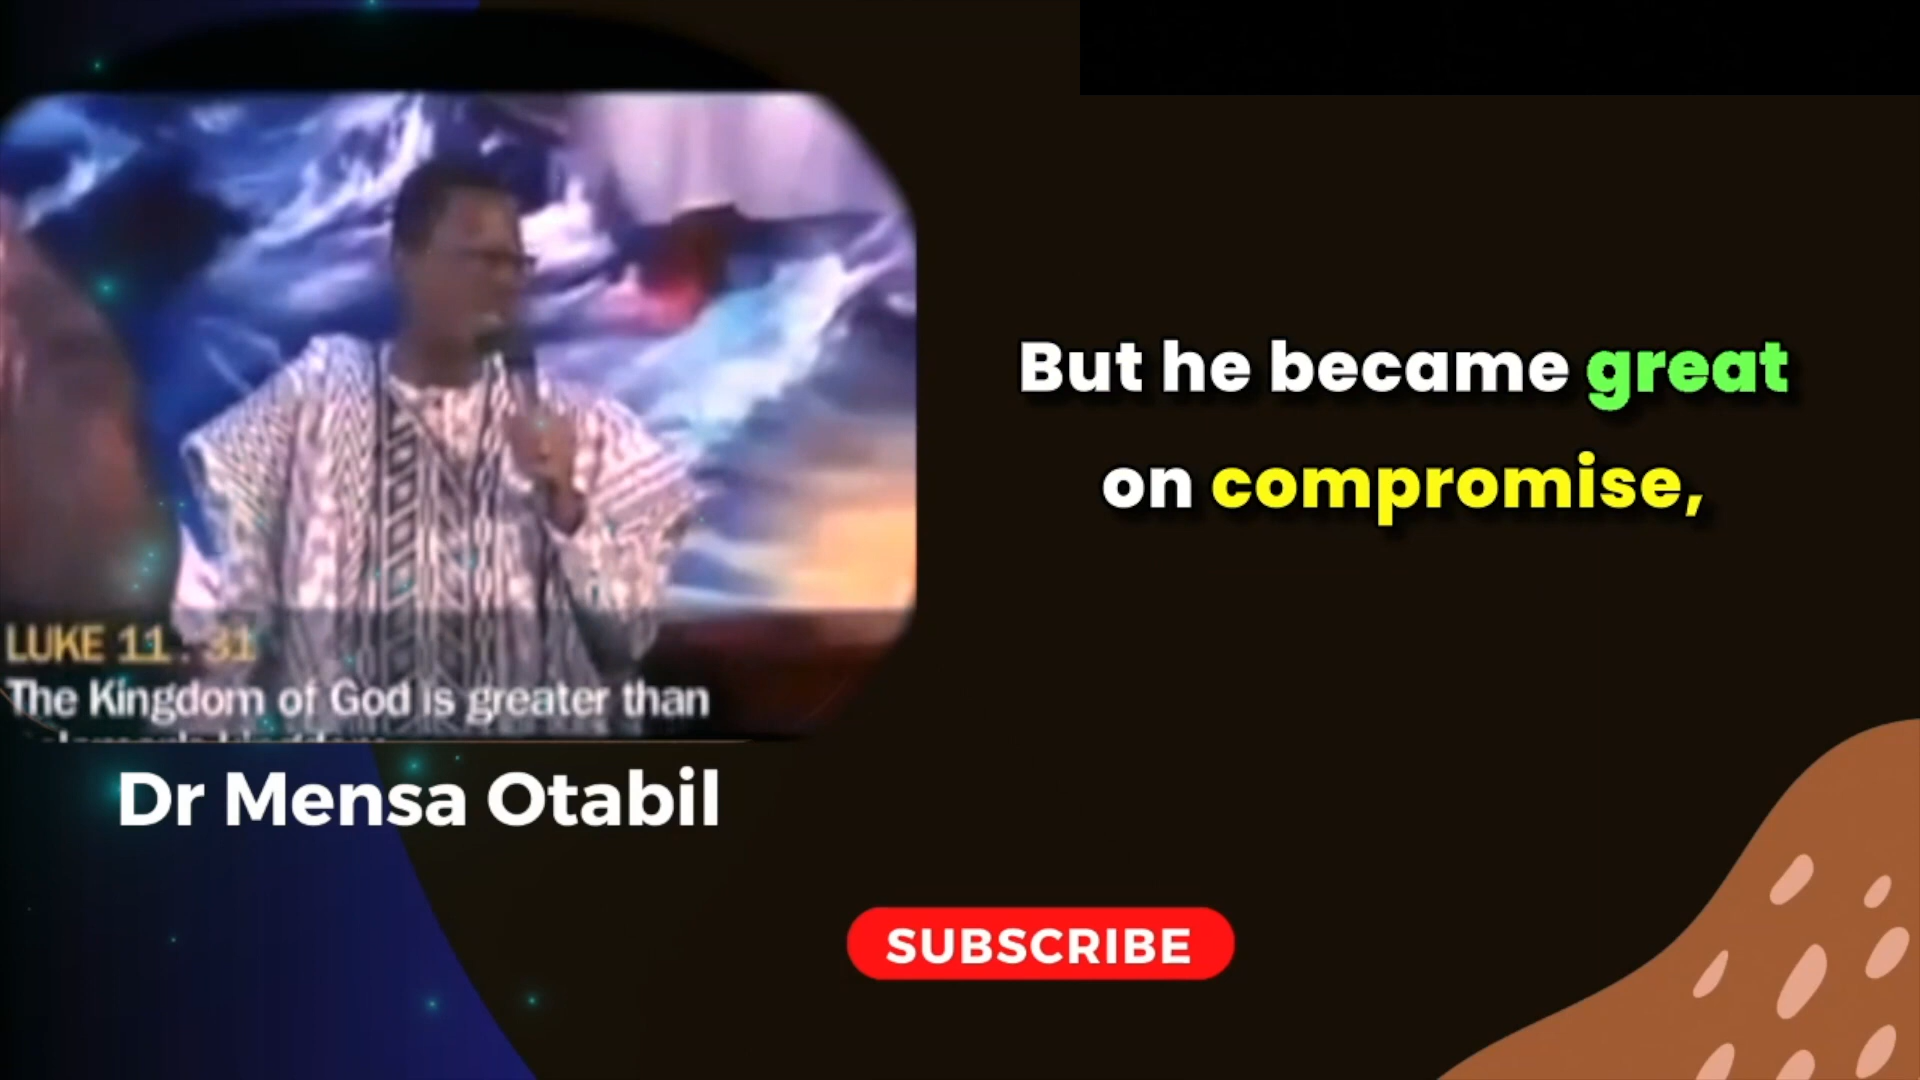 LUKE 11 : 31
The Kingdom of God is greater than
Dr Mensa Otabil
But he became great
on compromise,
SUBSCRIBE